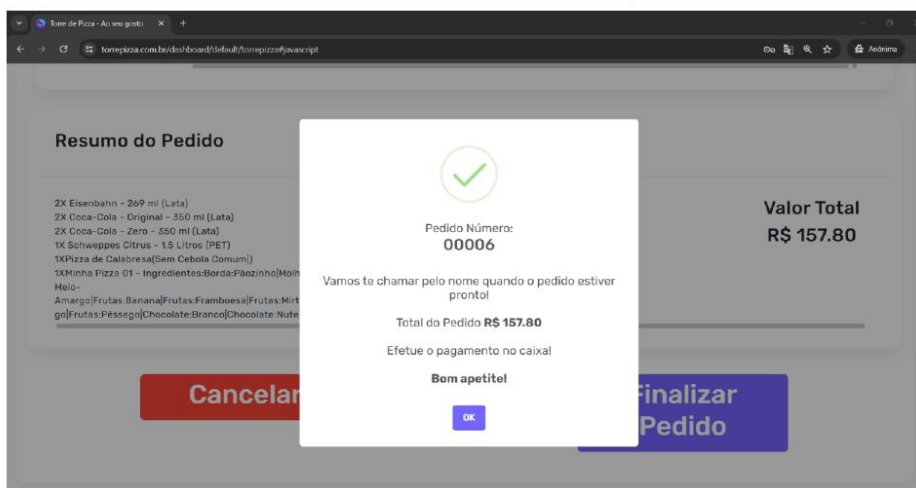 Torre de Pizza - Ao seu gosto
torrepizza.com.br/dashboard/default/torrepizza#javascript
Anônima
Resumo do Pedido
2X Eisenbahn - 269 ml (Lata)
2X Coca-Cola - Original - 350 ml (Lata)
2X Coca-Cola - Zero - 350 ml (Lata)
1X Schweppes Citrus - 1.5 Litros (PET)
1XPizza de Calabresa(Sem Cebola Comum|)
1XMinha Pizza 01 - Ingredientes:Borda:Pãozinho|Molh
Meio-
Amargo|Frutas:Banana|Frutas:Framboesa|Frutas:Mirt
go|Frutas:Pêssego|Chocolate:Branco|Chocolate:Nute
Pedido Número:
00006
Vamos te chamar pelo nome quando o pedido estiver
pronto!
Total do Pedido R$ 157.80
Efetue o pagamento no caixa!
Bom apetite!
OK
Valor Total
R$ 157.80
Cancelar
Finalizar
Pedido